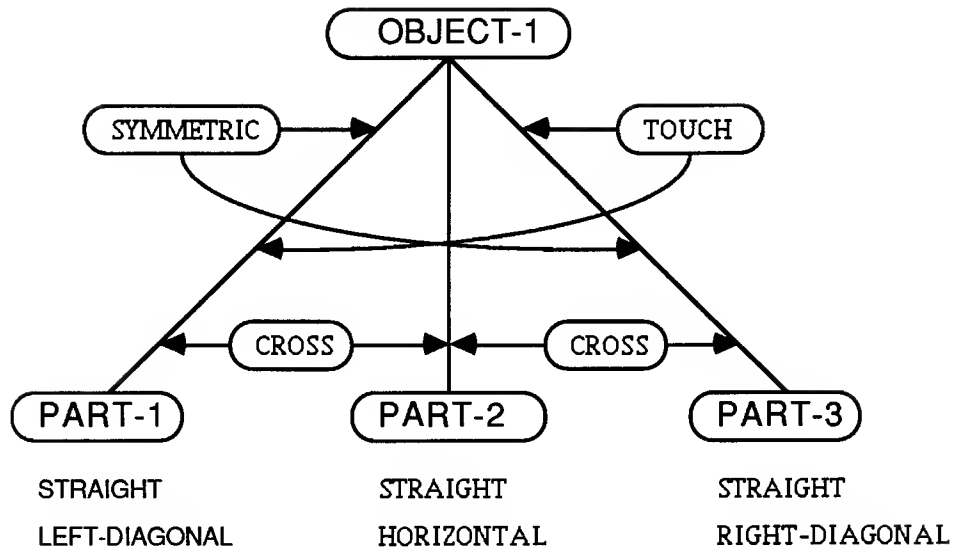 OBJECT-1
SYMMETRIC TOUCH
CROSS CROSS
PART-1 PART-2 PART-3
STRAIGHT STRAIGHT STRAIGHT
LEFT-DIAGONAL HORIZONTAL RIGHT-DIAGONAL